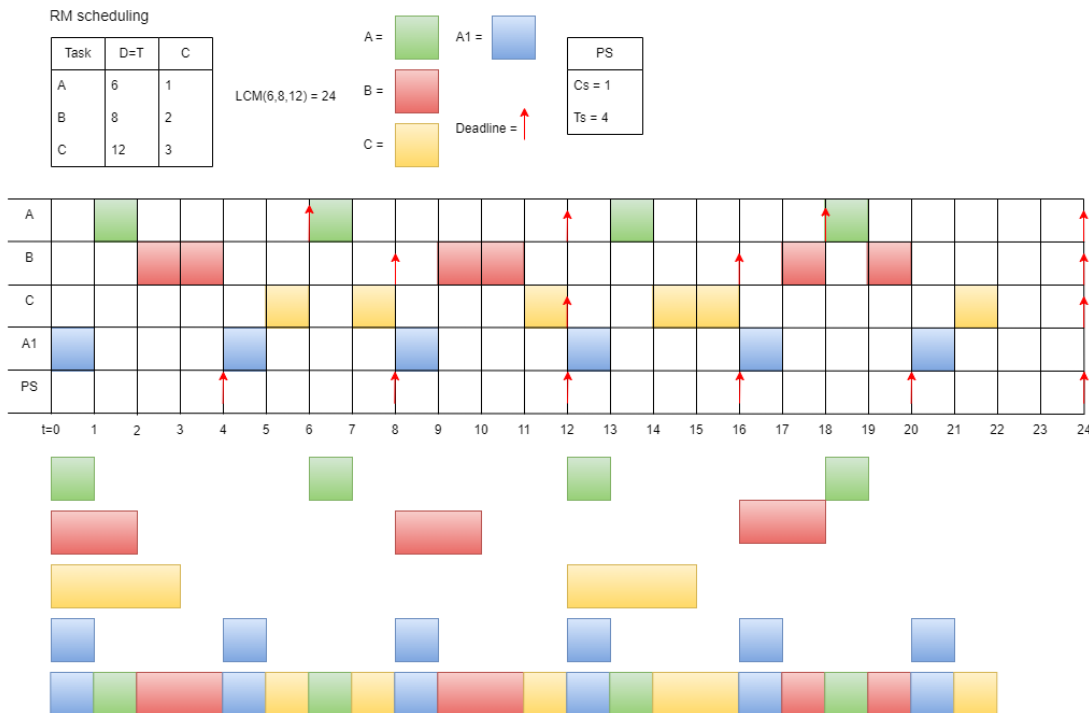 RM scheduling
Task D=T C
A 6 1
B 8 2
C 12 3
LCM(6,8,12) = 24
A =
A1 =
B =
Deadline =
C =
PS
Cs = 1
Ts = 4
A
B
C
A1
PS
t=0 1 2 3 4 5 6 7 8 9 10 11 12 13 14 15 16 17 18 19 20 21 22 23 24